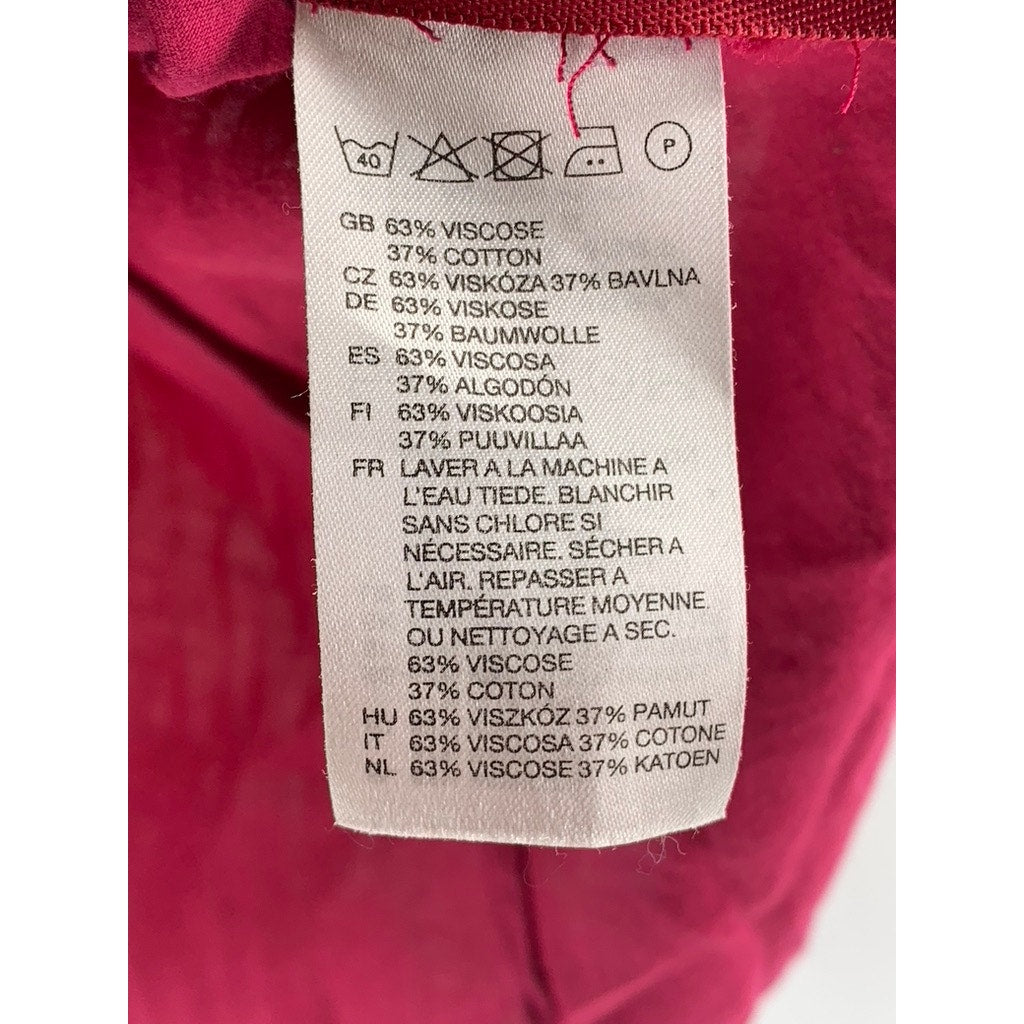 40 P
GB 63% VISCOSE
37% COTTON
CZ 63% VISKÓZA 37% BAVLNA
DE 63% VISKOSE
37% BAUMWOLLE
ES 63% VISCOSA
37% ALGODÓN
FI 63% VISKOOSIA
37% PUUVILLAA
FR LAVER A LA MACHINE A
L'EAU TIEDE. BLANCHIR
SANS CHLORE SI
NÉCESSAIRE. SÉCHER A
L'AIR. REPASSER A
TEMPÉRATURE MOYENNE.
OU NETTOYAGE A SEC.
63% VISCOSE
37% COTON
HU 63% VISZKÓZ 37% PAMUT
IT 63% VISCOSA 37% COTONE
NL 63% VISCOSE 37% KATOEN